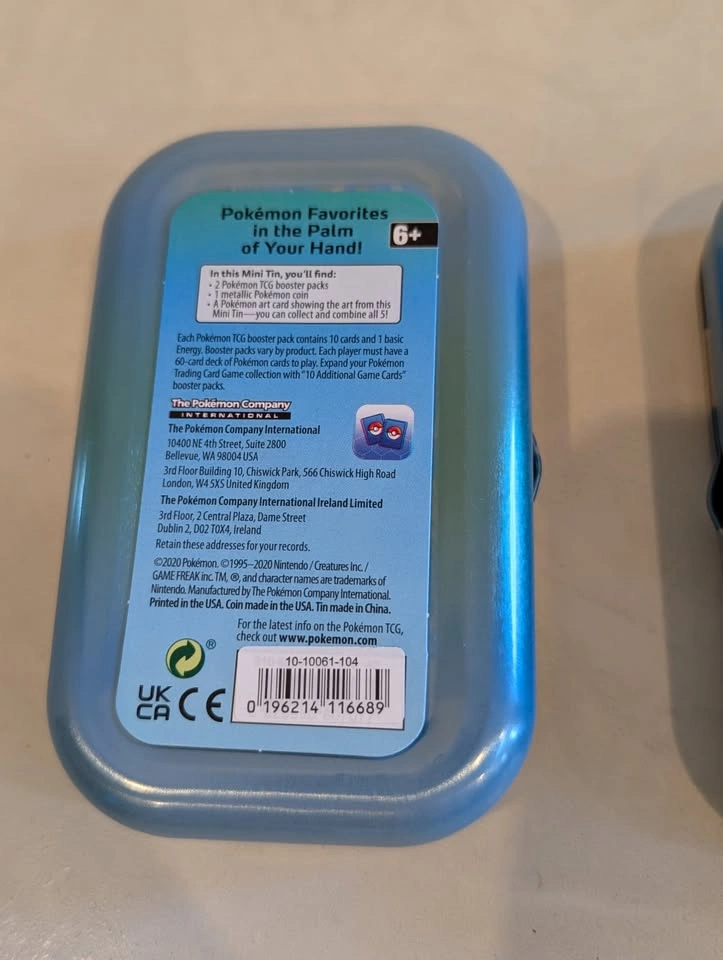 Pokémon Favorites
in the Palm
of Your Hand!
6+
In this Mini Tin, you'll find:
• 2 Pokémon TCG booster packs
• 1 metallic Pokémon coin
• A Pokémon art card showing the art from this
Mini Tin—you can collect and combine all 5!
Each Pokémon TCG booster pack contains 10 cards and 1 basic
Energy. Booster packs vary by product. Each player must have a
60-card deck of Pokémon cards to play. Expand your Pokémon
Trading Card Game collection with "10 Additional Game Cards"
booster packs.
The Pokémon Company
INTERNATIONAL
The Pokémon Company International
10400 NE 4th Street, Suite 2800
Bellevue, WA 98004 USA
3rd Floor Building 10, Chiswick Park, 566 Chiswick High Road
London, W4 5XS United Kingdom
The Pokémon Company International Ireland Limited
3rd Floor, 2 Central Plaza, Dame Street
Dublin 2, D02 T0X4, Ireland
Retain these addresses for your records.
©2020 Pokémon. ©1995–2020 Nintendo / Creatures Inc. /
GAME FREAK inc. TM, ®, and character names are trademarks of
Nintendo. Manufactured by The Pokémon Company International.
Printed in the USA. Coin made in the USA. Tin made in China.
For the latest info on the Pokémon TCG,
check out www.pokemon.com
®
UK
CA CE
10-10061-104
0 196214 116689